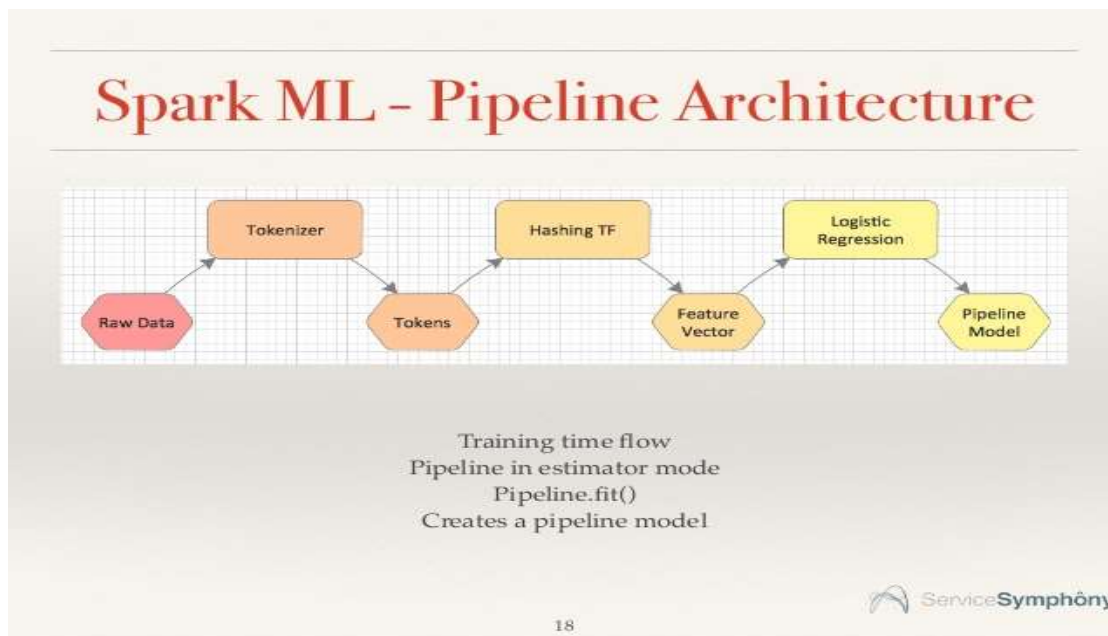 Spark ML - Pipeline Architecture
Tokenizer
Hashing TF
Logistic
Regression
Raw Data
Tokens
Feature
Vector
Pipeline
Model
Training time flow
Pipeline in estimator mode
Pipeline.fit()
Creates a pipeline model
ServiceSymphôny
18